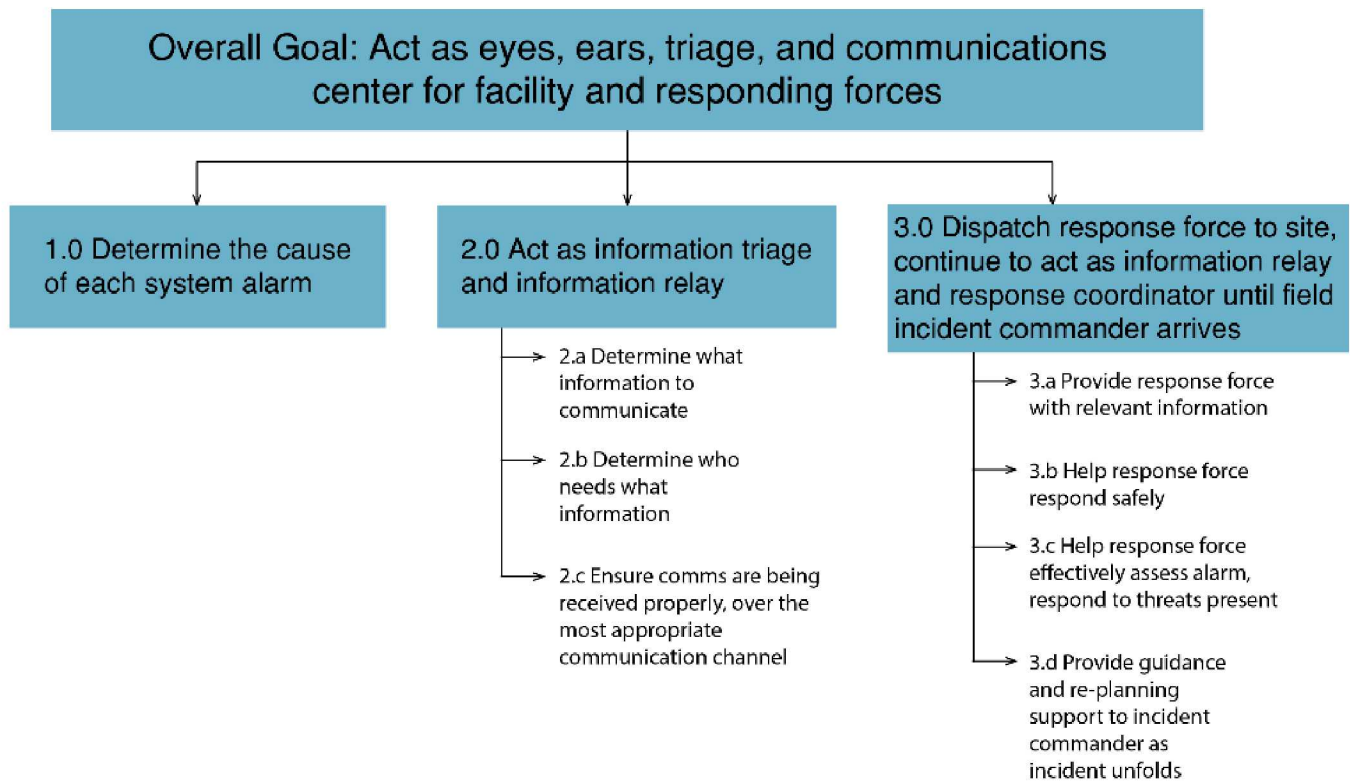 Overall Goal: Act as eyes, ears, triage, and communications
center for facility and responding forces
1.0 Determine the cause
of each system alarm
2.0 Act as information triage
and information relay
2.a Determine what
information to
communicate
2.b Determine who
needs what
information
2.c Ensure comms are being
received properly, over the
most appropriate
communication channel
3.0 Dispatch response force to site,
continue to act as information relay
and response coordinator until field
incident commander arrives
3.a Provide response force
with relevant information
3.b Help response force
respond safely
3.c Help response force
effectively assess alarm,
respond to threats present
3.d Provide guidance
and re-planning
support to incident
commander as
incident unfolds